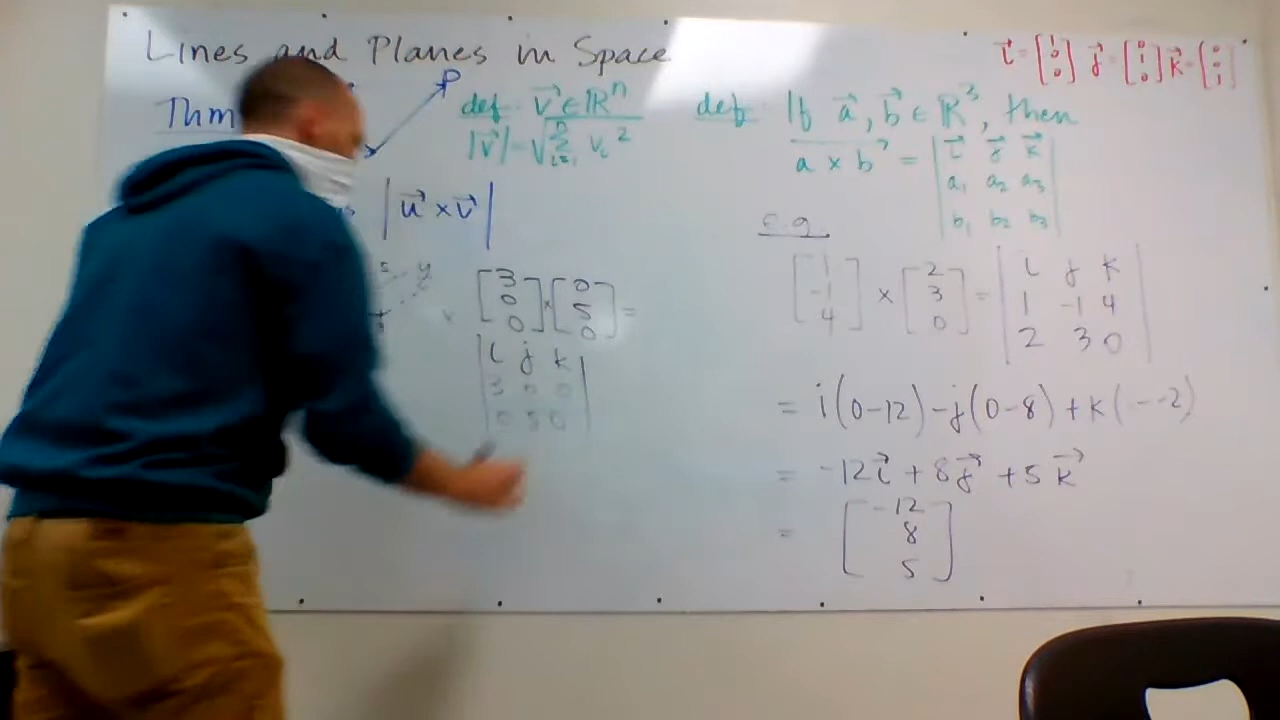 Lines and Planes in Space
i⃗ = [1 0 0] j⃗ = [0 1 0] k⃗ = [0 0 1]
Thm
P
|u⃗ × v⃗|
def v⃗ ∈ ℝⁿ
|v⃗| = √ Σ vᵢ²
[3 0 0] × [0 5 0] =
| i j k |
| 3 0 0 |
| 0 5 0 |
def If a⃗, b⃗ ∈ ℝ³, then
a × b = | i⃗ j⃗ k⃗ |
| a₁ a₂ a₃ |
| b₁ b₂ b₃ |
e.g.
[1 -1 4] × [2 3 0] = | i j k |
| 1 -1 4 |
| 2 3 0 |
= i(0-12) - j(0-8) + k( - -2)
= -12i⃗ + 8j⃗ + 5k⃗
= [-12 8 5]